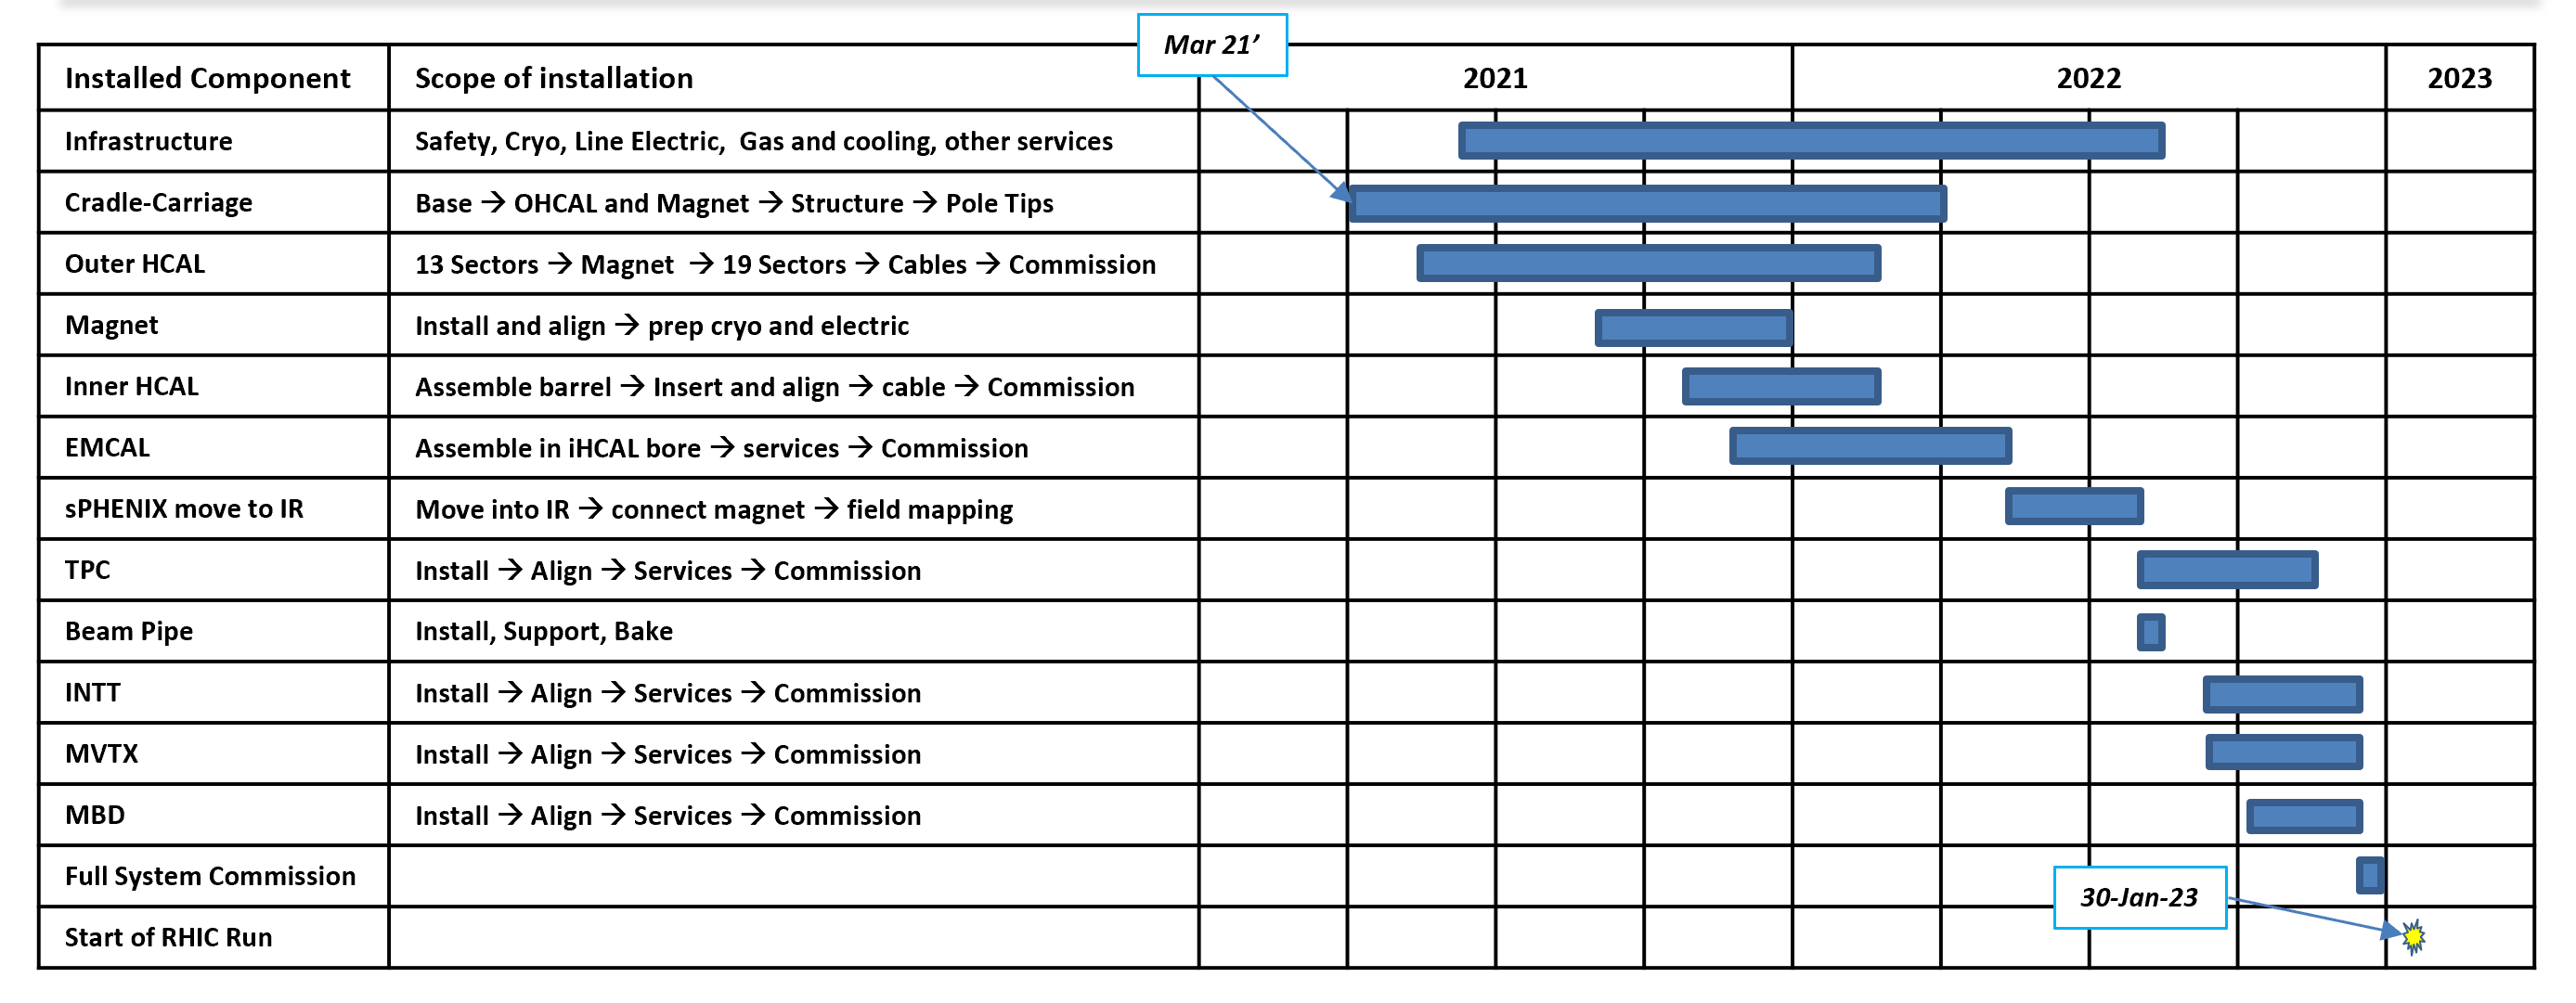 Mar 21’
Installed Component Scope of installation 2021 2022 2023
Infrastructure Safety, Cryo, Line Electric, Gas and cooling, other services
Cradle-Carriage Base → OHCAL and Magnet → Structure → Pole Tips
Outer HCAL 13 Sectors → Magnet → 19 Sectors → Cables → Commission
Magnet Install and align → prep cryo and electric
Inner HCAL Assemble barrel → Insert and align → cable → Commission
EMCAL Assemble in iHCAL bore → services → Commission
sPHENIX move to IR Move into IR → connect magnet → field mapping
TPC Install → Align → Services → Commission
Beam Pipe Install, Support, Bake
INTT Install → Align → Services → Commission
MVTX Install → Align → Services → Commission
MBD Install → Align → Services → Commission
Full System Commission
30-Jan-23
Start of RHIC Run